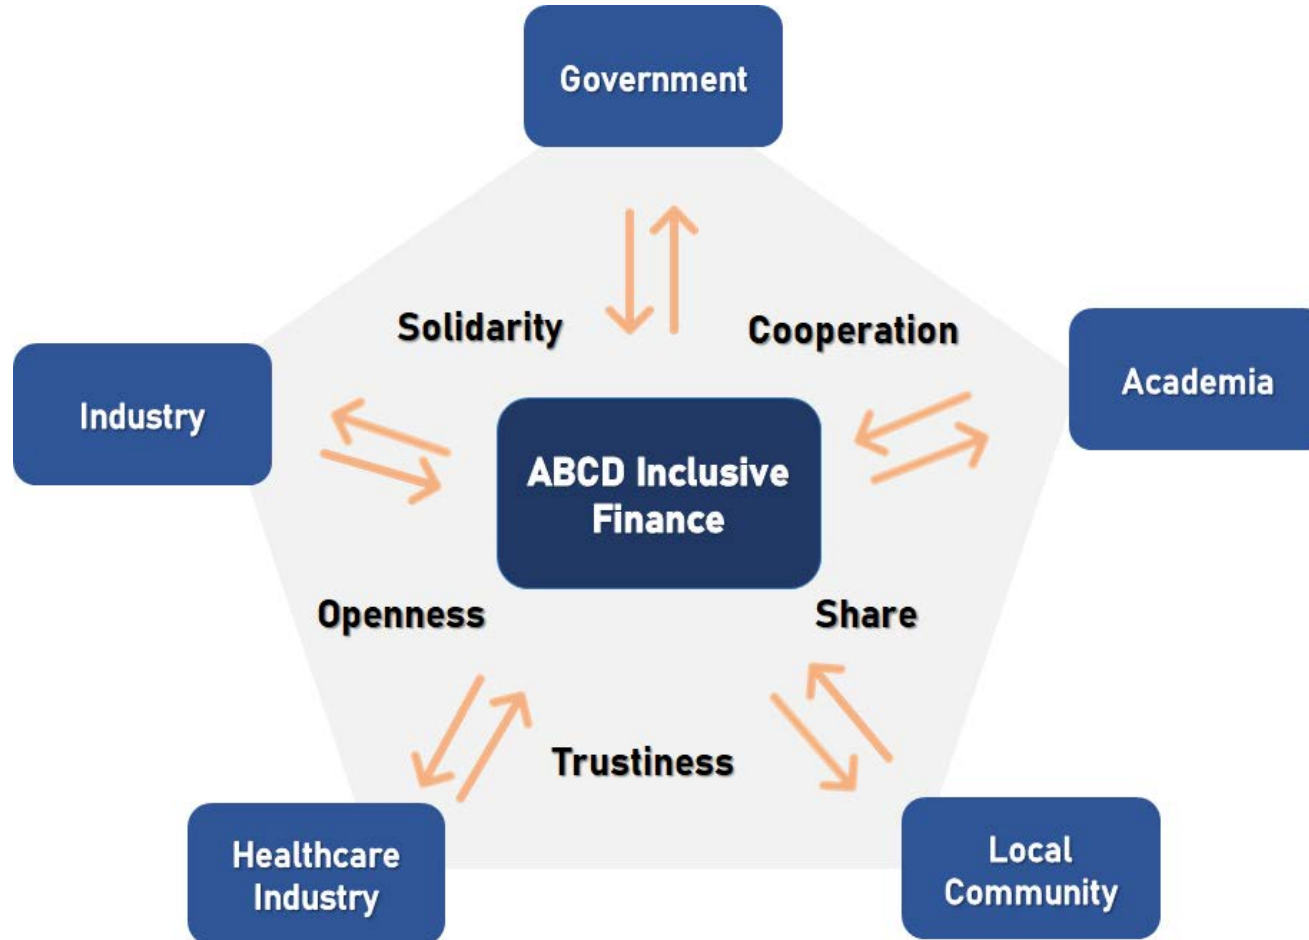 Government
Solidarity
Cooperation
Industry
Academia
ABCD Inclusive
Finance
Openness
Share
Trustiness
Healthcare
Industry
Local
Community